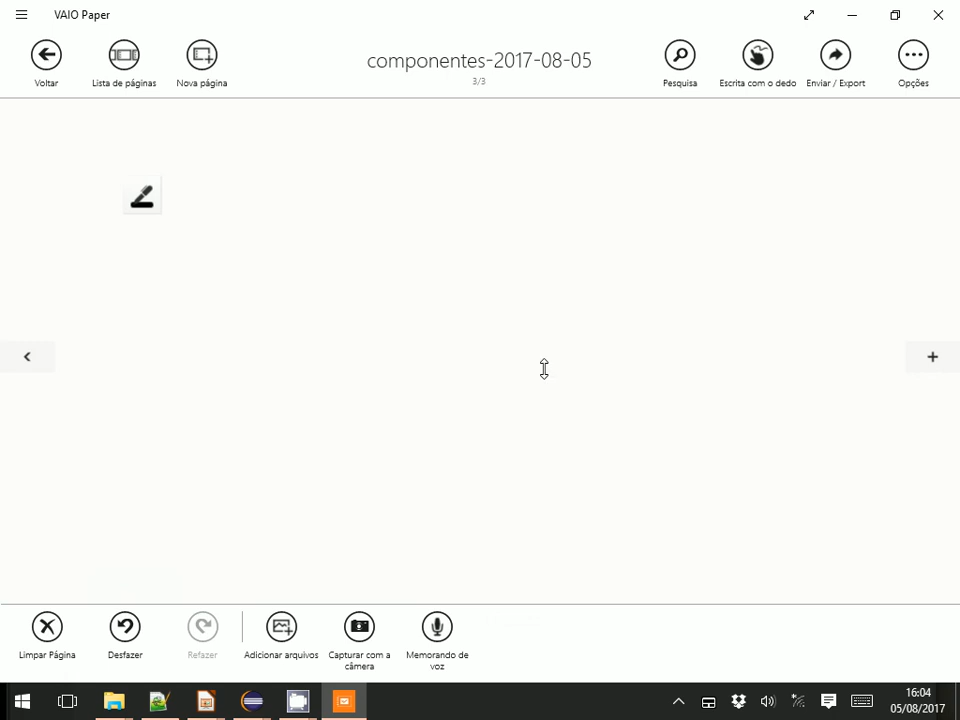 VAIO Paper
Voltar
Lista de páginas
Nova página
componentes-2017-08-05
3/3
Pesquisa
Escrita com o dedo
Enviar / Export
Opções
Limpar Página
Desfazer
Refazer
Adicionar arquivos
Capturar com a
câmera
Memorando de
voz
16:04
05/08/2017